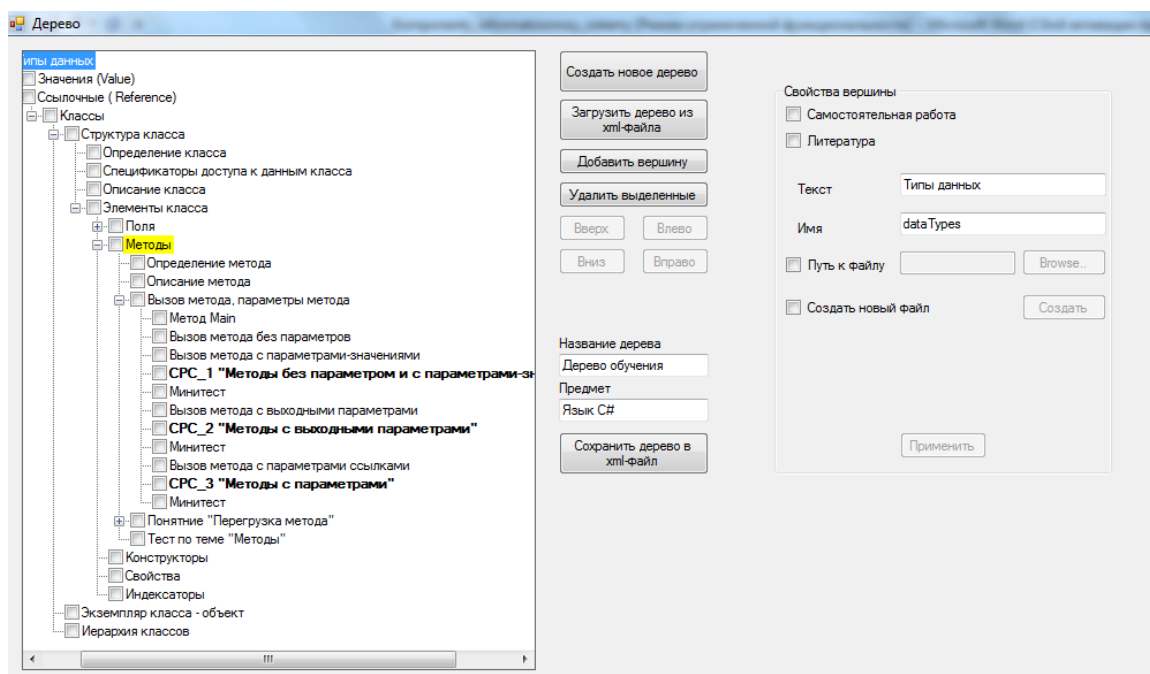 Дерево
ипы данных
Значения (Value)
Ссылочные ( Reference)
Классы
Структура класса
Определение класса
Спецификаторы доступа к данным класса
Описание класса
Элементы класса
Поля
Методы
Определение метода
Описание метода
Вызов метода, параметры метода
Метод Main
Вызов метода без параметров
Вызов метода с параметрами-значениями
СРС_1 "Методы без параметром и с параметрами-зн
Минитест
Вызов метода с выходными параметрами
СРС_2 "Методы с выходными параметрами"
Минитест
Вызов метода с параметрами ссылками
СРС_3 "Методы с параметрами"
Минитест
Понятние "Перегрузка метода"
Тест по теме "Методы"
Конструкторы
Свойства
Индексаторы
Экземпляр класса - объект
Иерархия классов
Создать новое дерево
Загрузить дерево из
xml-файла
Добавить вершину
Удалить выделенные
Вверх Влево
Вниз Вправо
Название дерева
Дерево обучения
Предмет
Язык C#
Сохранить дерево в
xml-файл
Свойства вершины
Самостоятельная работа
Литература
Текст Типы данных
Имя dataTypes
Путь к файлу Browse..
Создать новый файл Создать
Применить